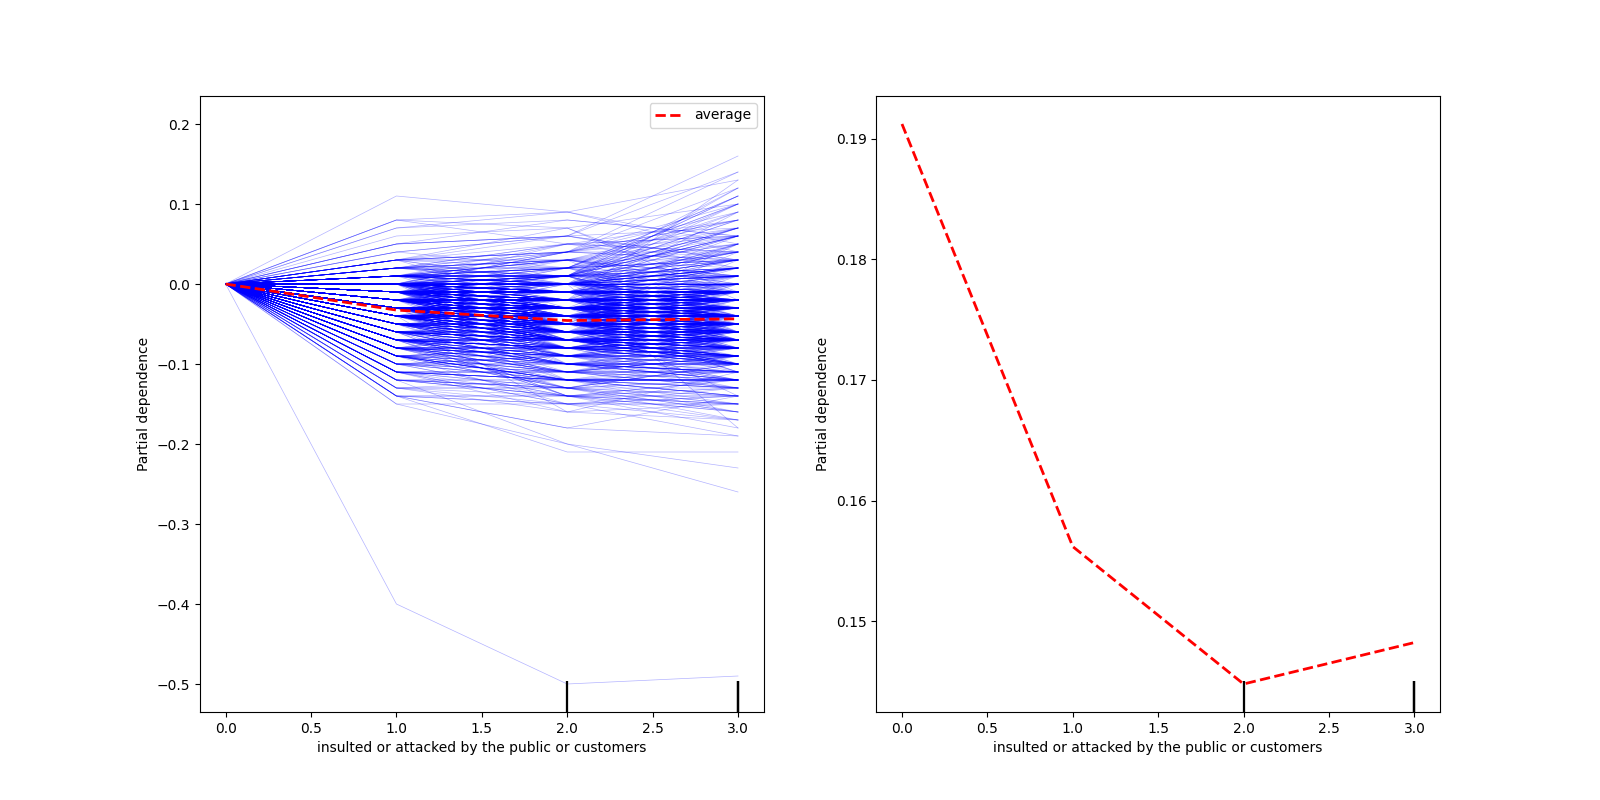 0.2
0.1
0.0
−0.1
−0.2
−0.3
−0.4
−0.5
Partial dependence
average
0.0 0.5 1.0 1.5 2.0 2.5 3.0
insulted or attacked by the public or customers
0.19
0.18
0.17
0.16
0.15
Partial dependence
0.0 0.5 1.0 1.5 2.0 2.5 3.0
insulted or attacked by the public or customers